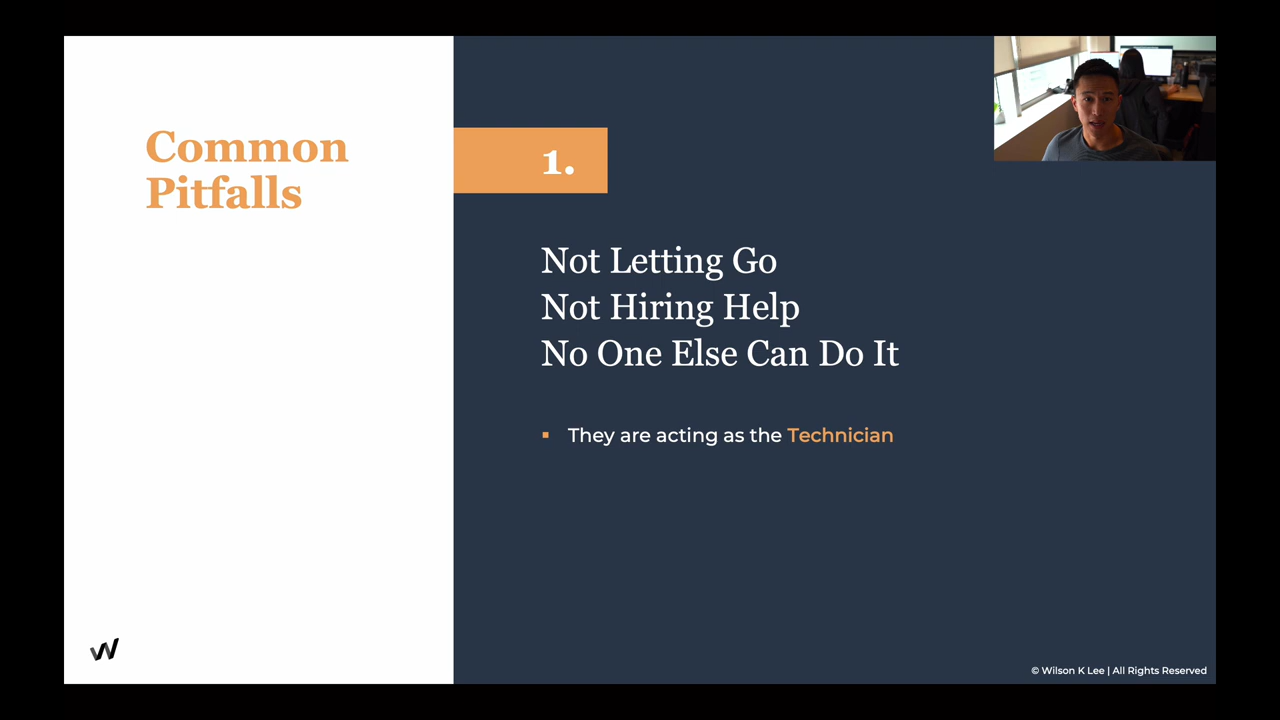 Common
Pitfalls
1.
Not Letting Go
Not Hiring Help
No One Else Can Do It
▪ They are acting as the Technician
© Wilson K Lee | All Rights Reserved